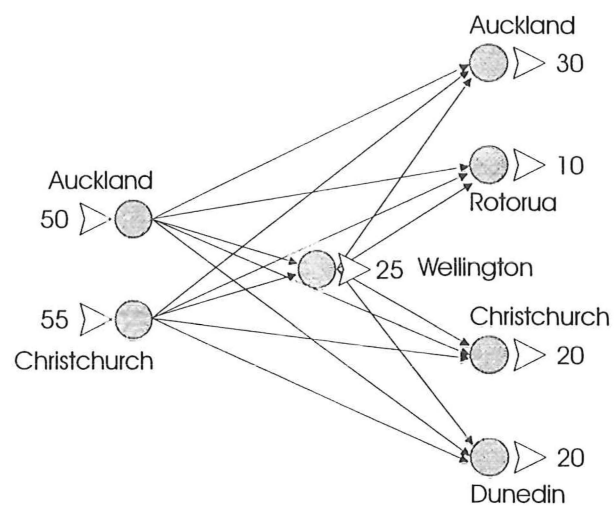 Auckland
30
10
Rotorua
Auckland
50
25 Wellington
55
Christchurch
Christchurch
20
20
Dunedin